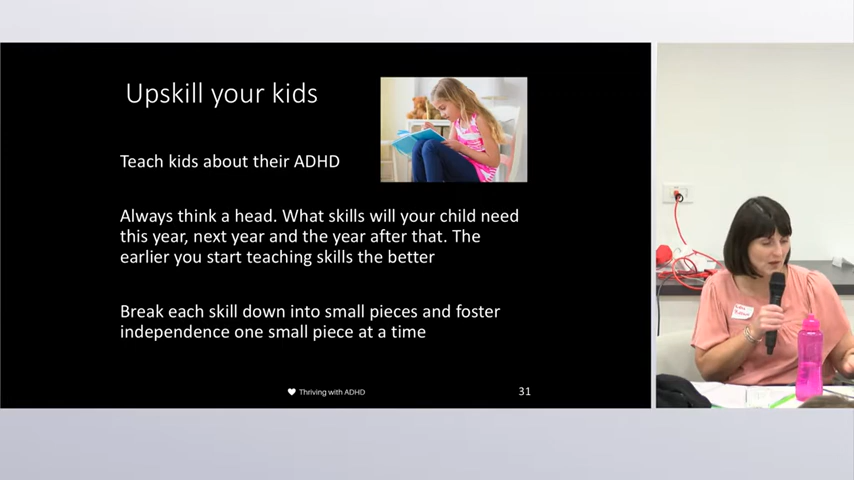 Upskill your kids
Teach kids about their ADHD
Always think a head. What skills will your child need
this year, next year and the year after that. The
earlier you start teaching skills the better
Break each skill down into small pieces and foster
independence one small piece at a time
Thriving with ADHD
31